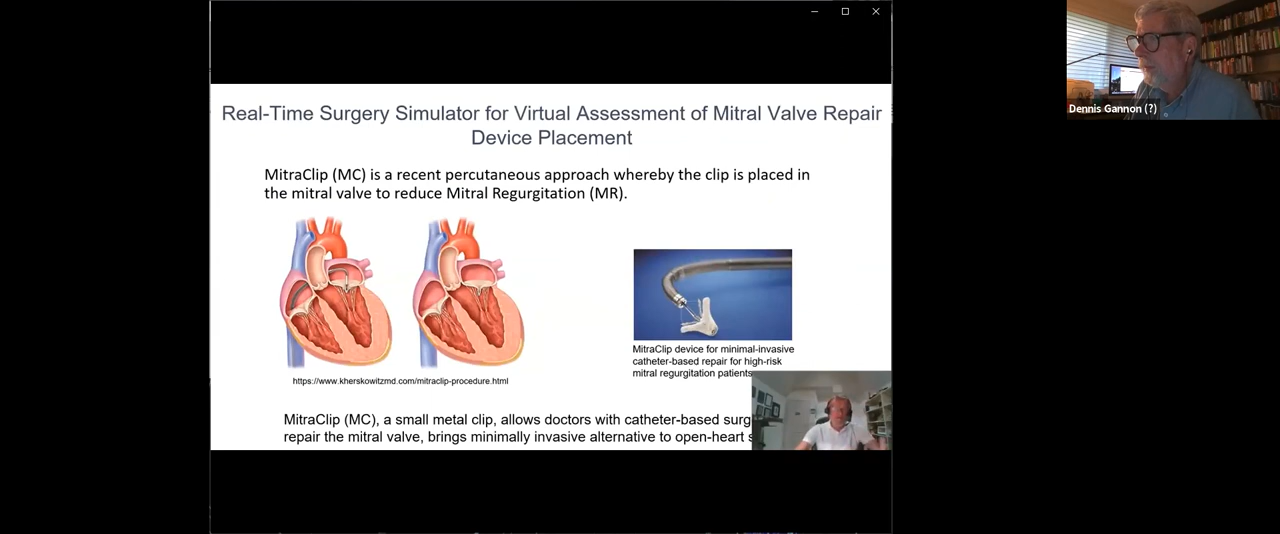 Real-Time Surgery Simulator for Virtual Assessment of Mitral Valve Repair
Device Placement
MitraClip (MC) is a recent percutaneous approach whereby the clip is placed in
the mitral valve to reduce Mitral Regurgitation (MR).
https://www.kherskowitzmd.com/mitraclip-procedure.html
MitraClip device for minimal-invasive
catheter-based repair for high-risk
mitral regurgitation patients
MitraClip (MC), a small metal clip, allows doctors with catheter-based surg
repair the mitral valve, brings minimally invasive alternative to open-heart s
Dennis Gannon (?)